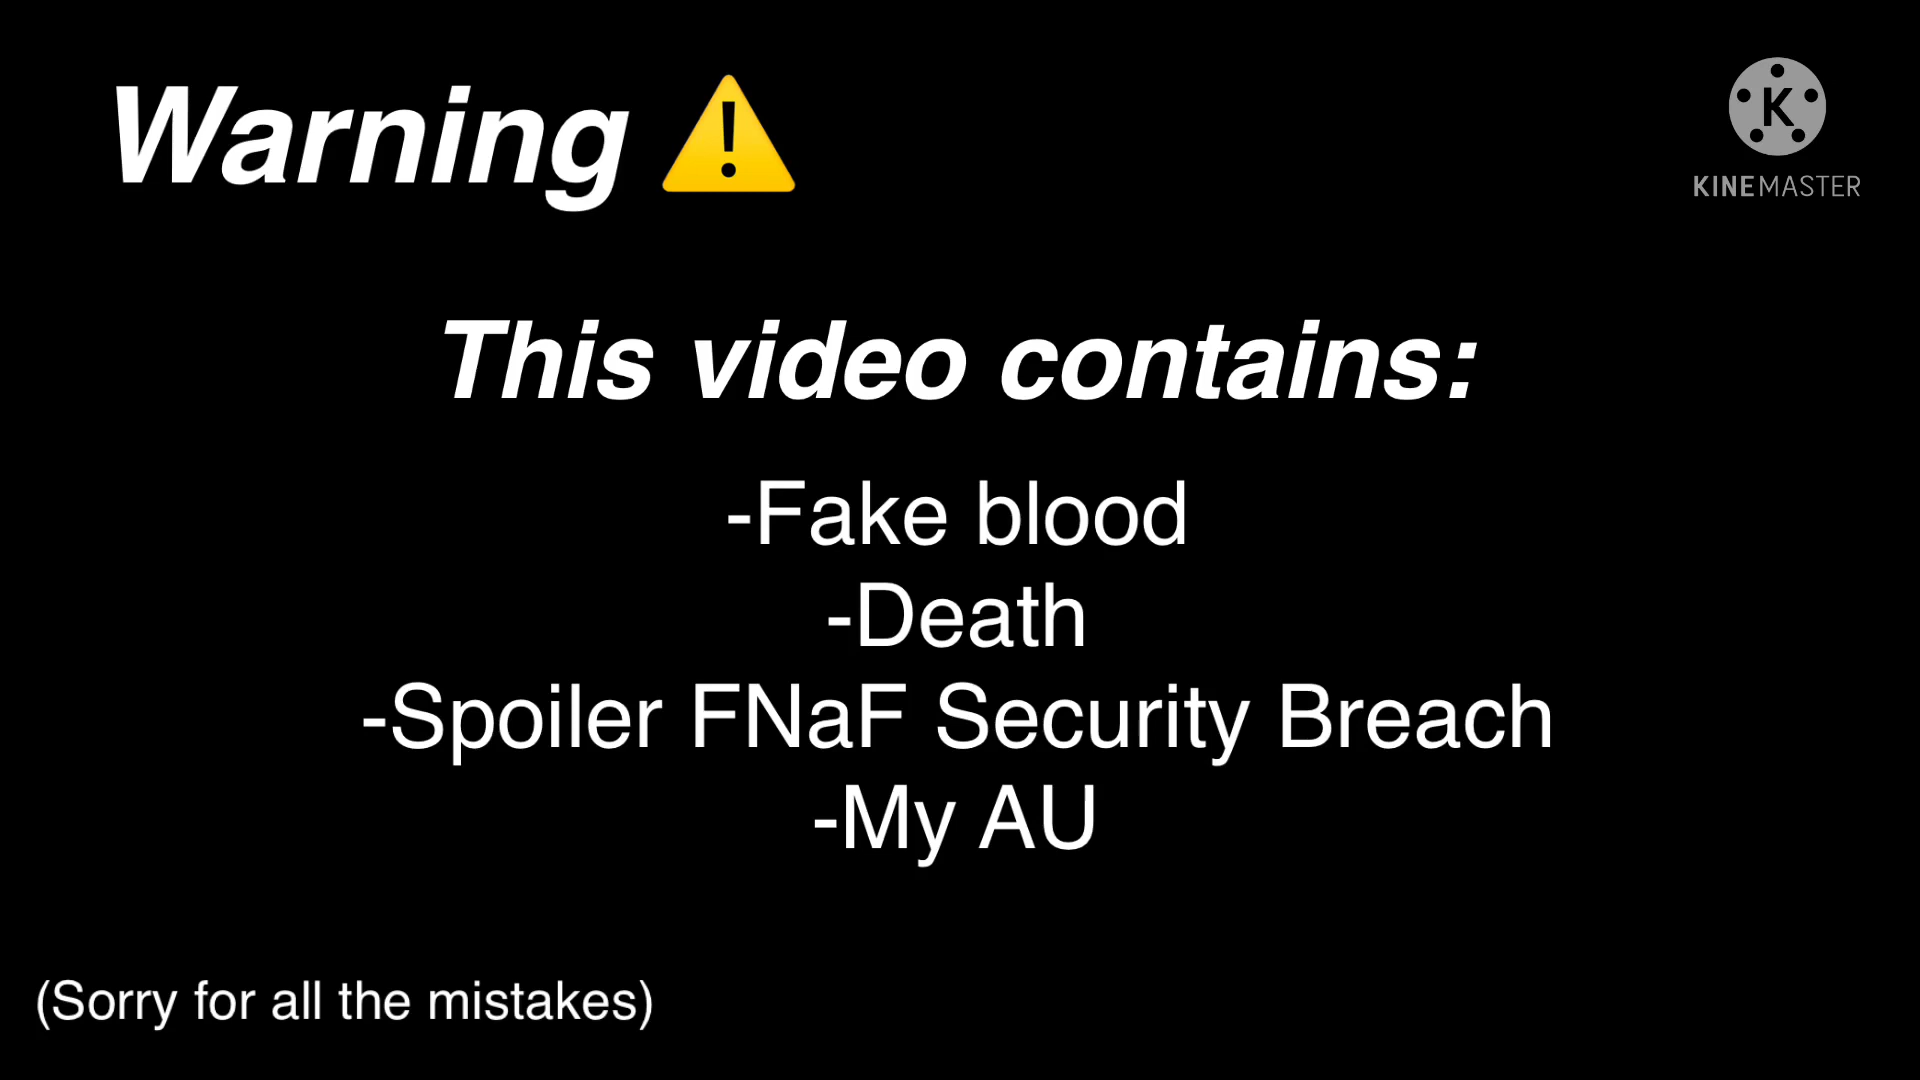 Warning ⚠️
K
KINEMASTER
This video contains:
-Fake blood
-Death
-Spoiler FNaF Security Breach
-My AU
(Sorry for all the mistakes)